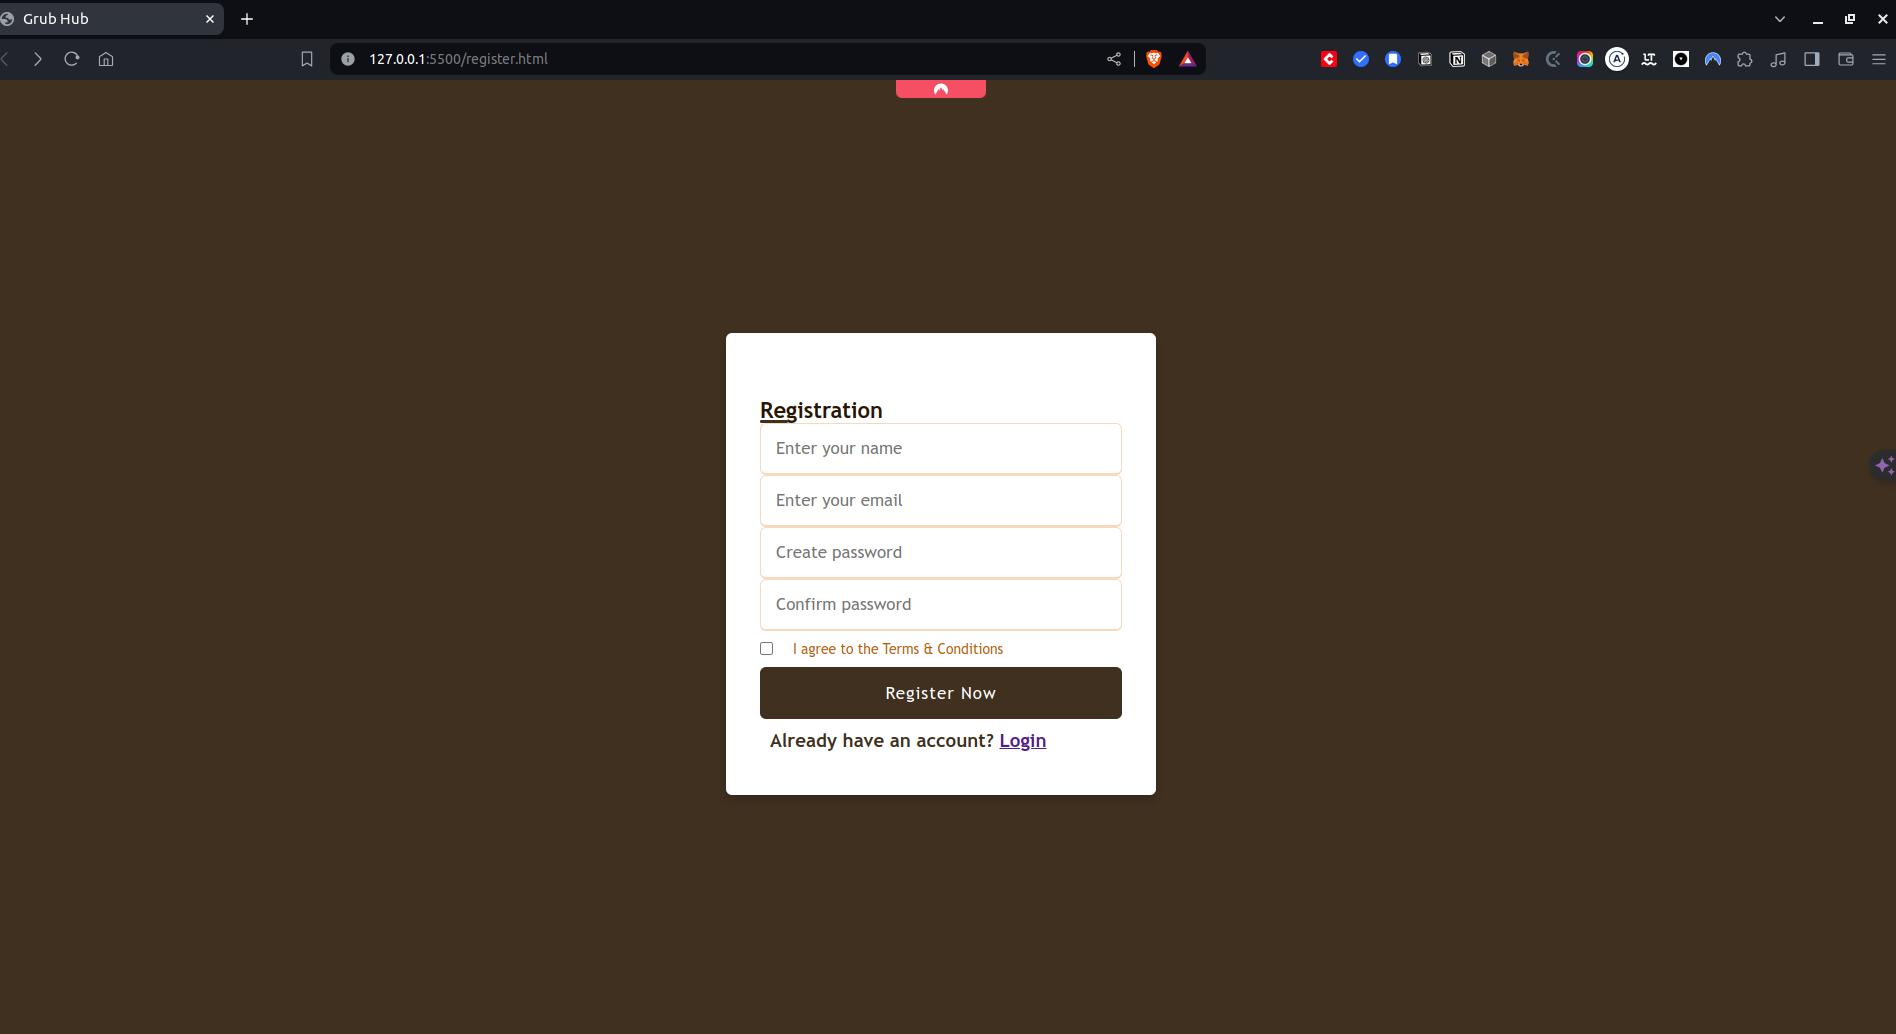 Grub Hub
127.0.0.1:5500/register.html
Registration
Enter your name
Enter your email
Create password
Confirm password
I agree to the Terms & Conditions
Register Now
Already have an account? Login